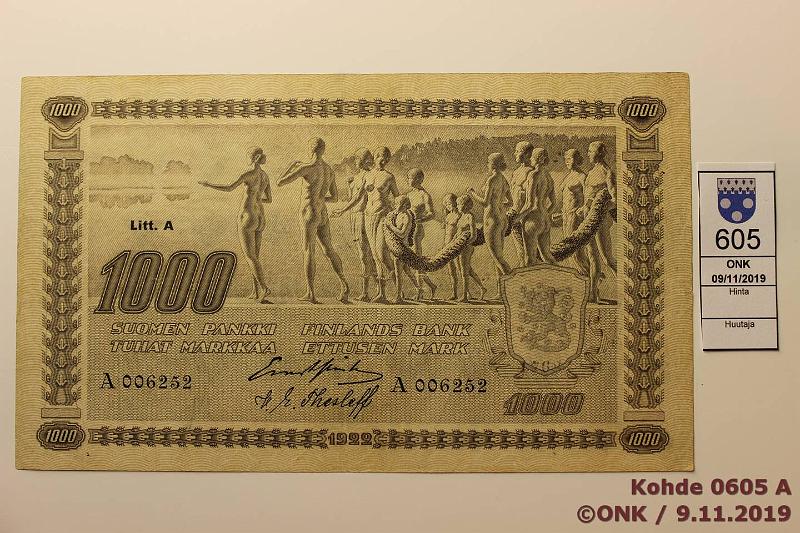 1000 1000
Litt. A
1000
SUOMEN PANKKI FINLANDS BANK
TUHAT MARKKAA ETTUSEN MARK
A 006252 A 006252
1000
1000 1922 1000
605
ONK
09/11/2019
Hinta
Huutaja
Kohde 0605 A
©ONK / 9.11.2019